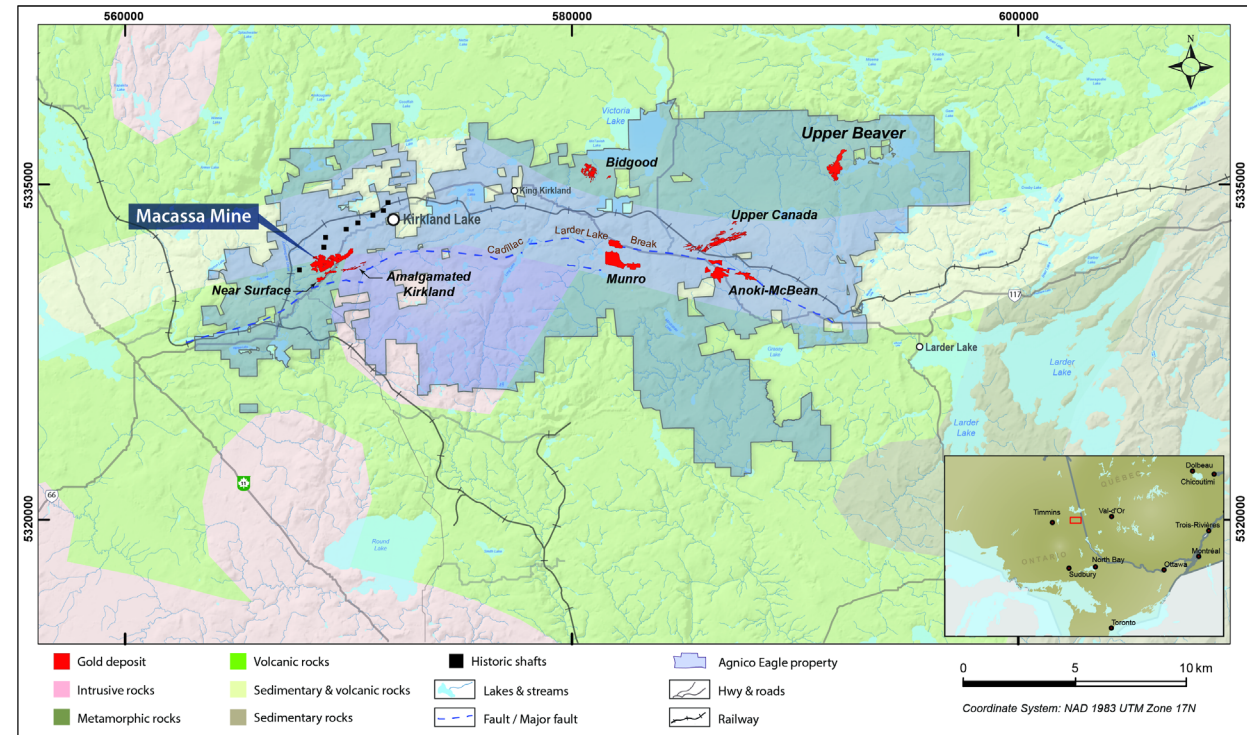 560000
580000
600000
N
5335000
5335000
5320000
5320000
Victoria
Lake
Upper Beaver
Bidgood
King Kirkland
Macassa Mine
Kirkland Lake
Upper Canada
Cadillac
Larder Lake
Break
Near Surface
Amalgamated
Kirkland
Munro
Anoki-McBean
117
Larder Lake
Larder
Lake
Larder
Lake
66
11
Round
Lake
QUÉBEC
ONTARIO
Dolbeau
Chicoutimi
Timmins
Val-d'Or
Trois-Rivières
Montréal
North Bay
Sudbury
Ottawa
Toronto
Gold deposit
Intrusive rocks
Metamorphic rocks
Volcanic rocks
Sedimentary & volcanic rocks
Sedimentary rocks
Historic shafts
Lakes & streams
Fault / Major fault
Agnico Eagle property
Hwy & roads
Railway
0 5 10 km
Coordinate System: NAD 1983 UTM Zone 17N